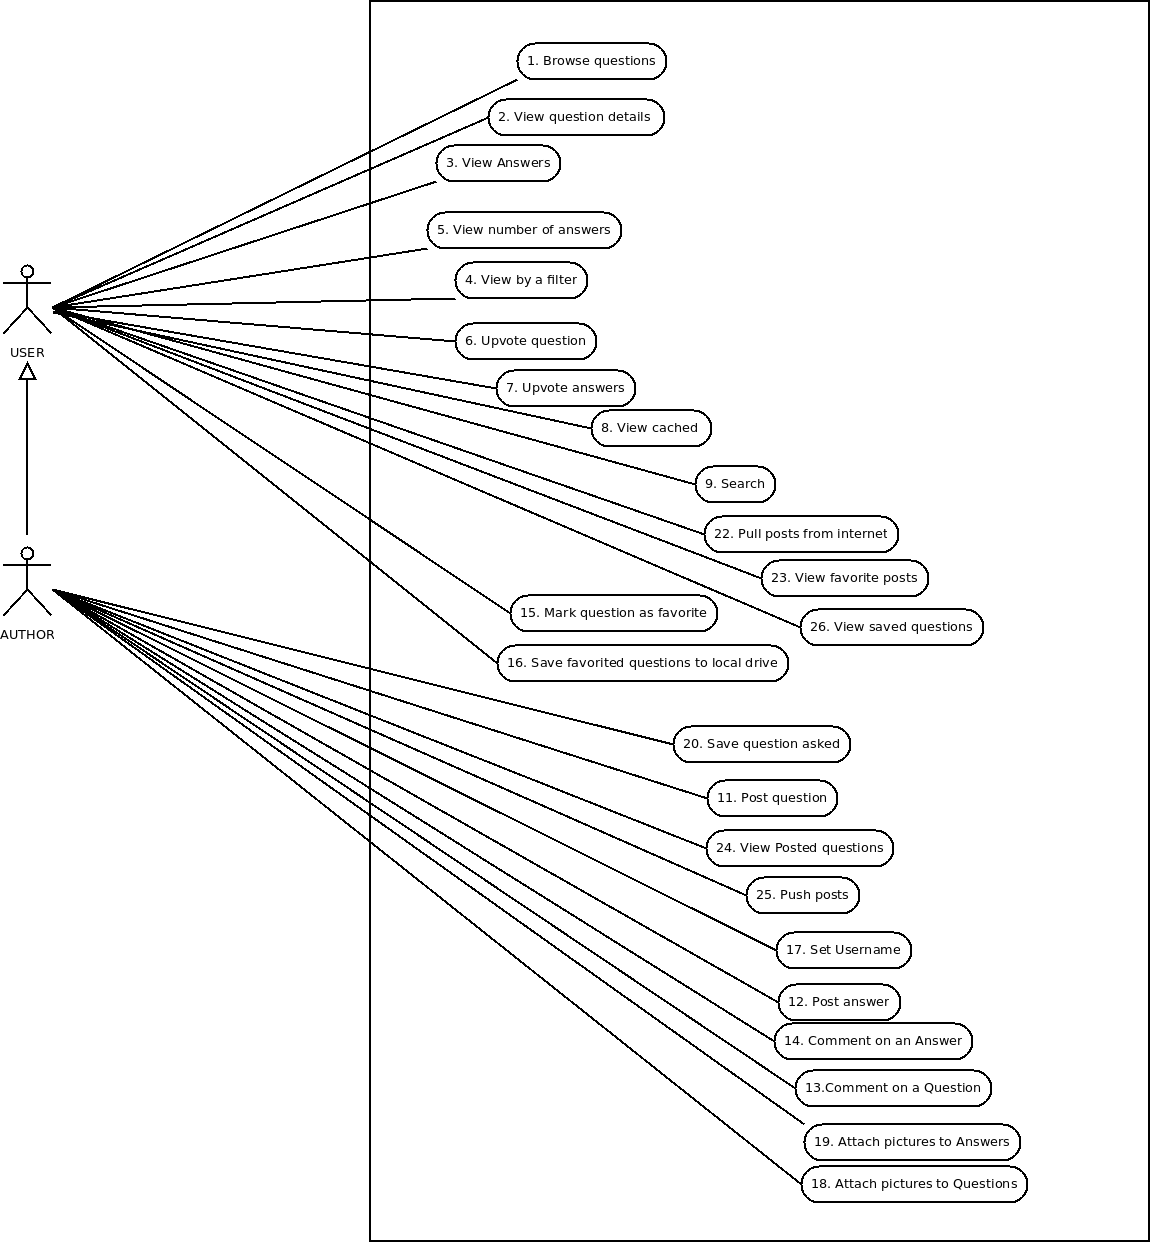 1. Browse questions
2. View question details
3. View Answers
5. View number of answers
4. View by a filter
6. Upvote question
USER
7. Upvote answers
8. View cached
9. Search
22. Pull posts from internet
23. View favorite posts
15. Mark question as favorite
26. View saved questions
AUTHOR
16. Save favorited questions to local drive
20. Save question asked
11. Post question
24. View Posted questions
25. Push posts
17. Set Username
12. Post answer
14. Comment on an Answer
13.Comment on a Question
19. Attach pictures to Answers
18. Attach pictures to Questions